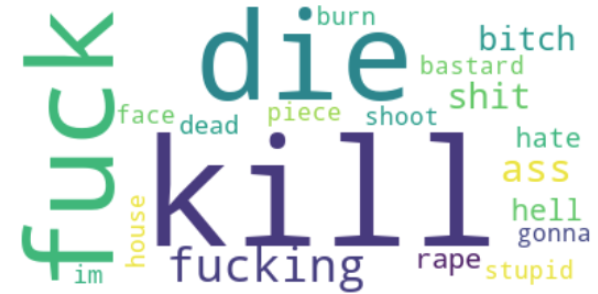 fuck
die
burn
bitch
bastard
shit
face
dead
piece
shoot
kill
hate
ass
house
hell
gonna
im
fucking
rape
stupid